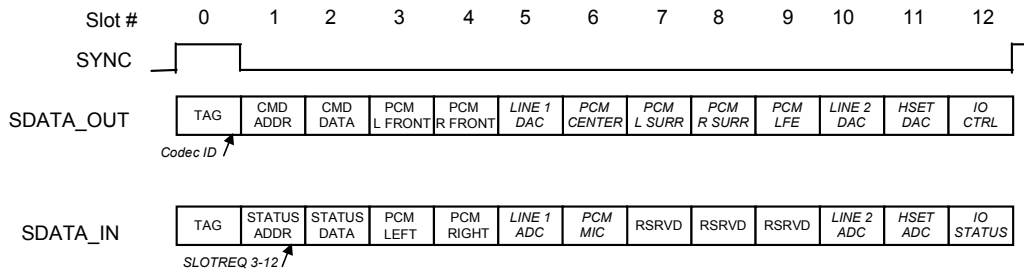 Slot # 0 1 2 3 4 5 6 7 8 9 10 11 12
SYNC
SDATA_OUT
TAG
CMD
ADDR
CMD
DATA
PCM
L FRONT
PCM
R FRONT
LINE 1
DAC
PCM
CENTER
PCM
L SURR
PCM
R SURR
PCM
LFE
LINE 2
DAC
HSET
DAC
IO
CTRL
Codec ID
SDATA_IN
TAG
STATUS
ADDR
STATUS
DATA
PCM
LEFT
PCM
RIGHT
LINE 1
ADC
PCM
MIC
RSRVD
RSRVD
RSRVD
LINE 2
ADC
HSET
ADC
IO
STATUS
SLOTREQ 3-12